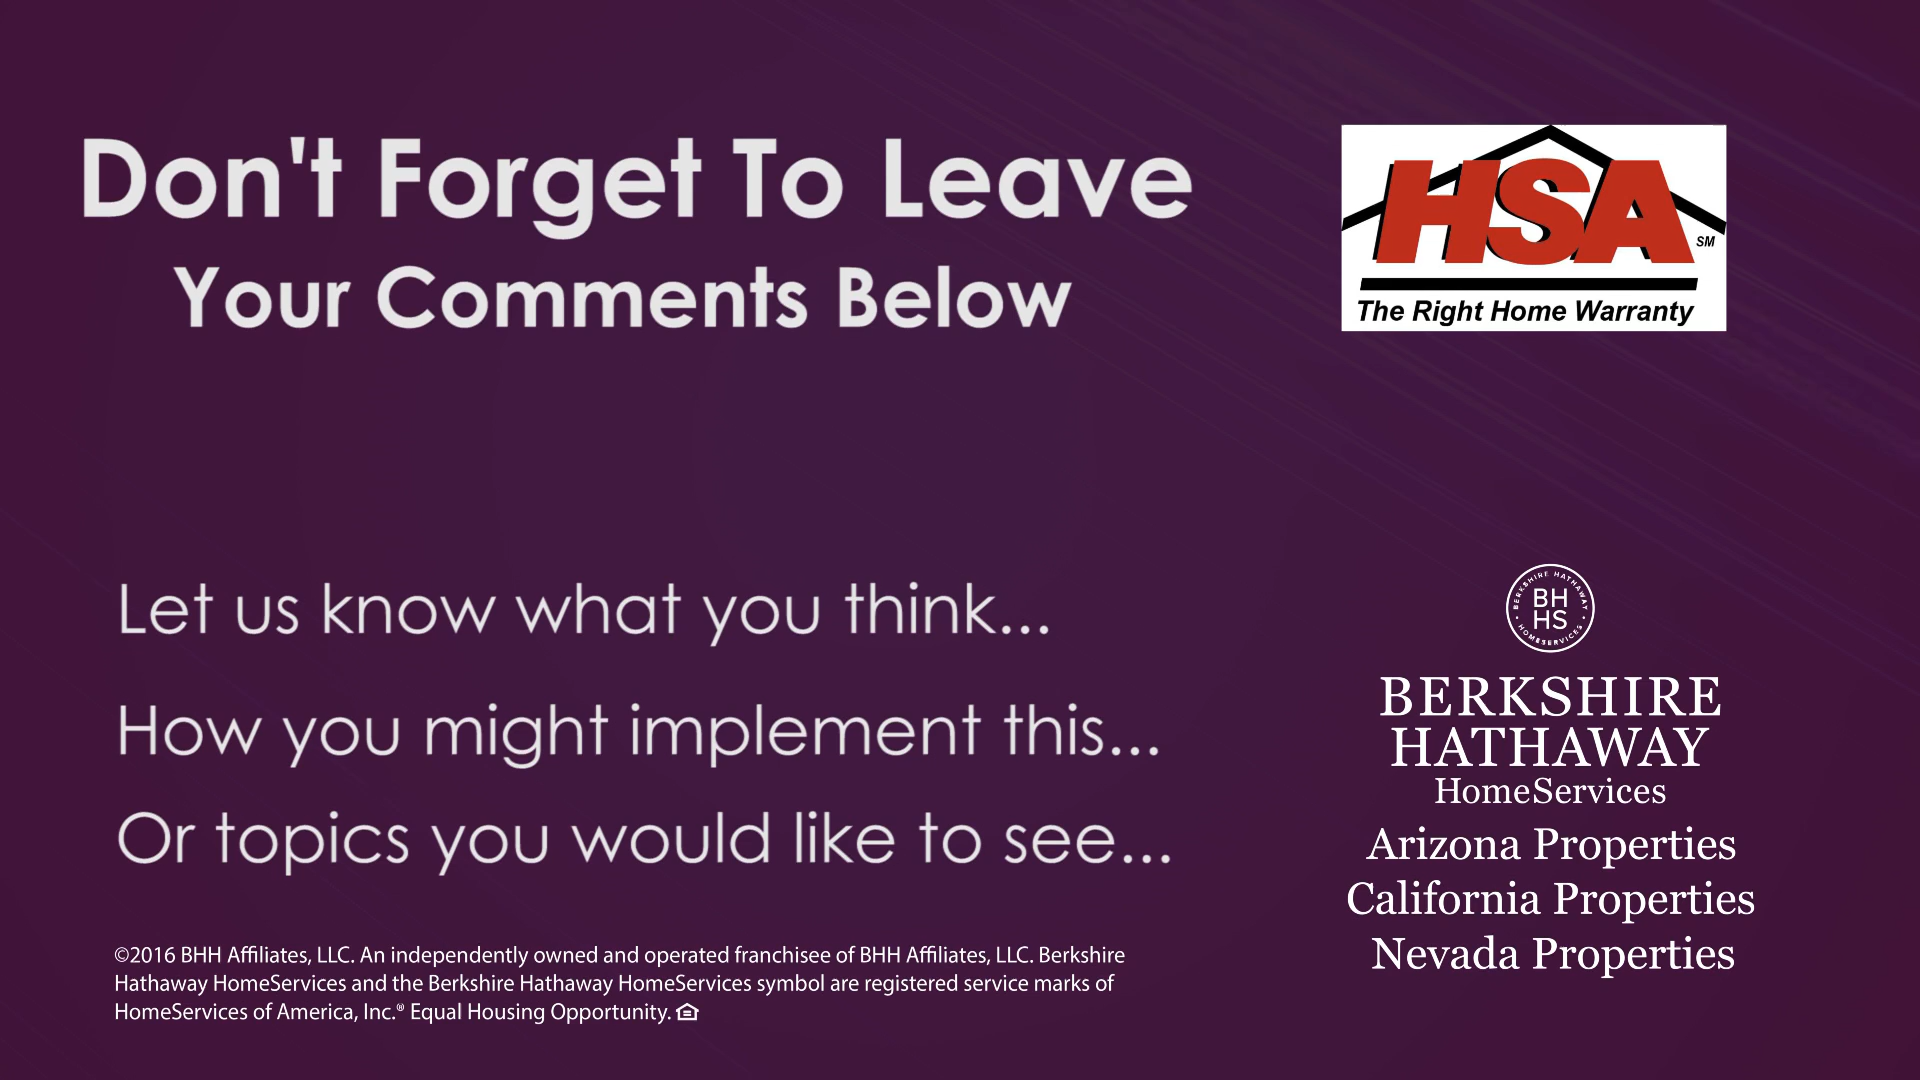 Don't Forget To Leave
Your Comments Below
HSA
SM
The Right Home Warranty
Let us know what you think...
How you might implement this...
Or topics you would like to see...
BERKSHIRE HATHAWAY
BH
HS
• HOMESERVICES •
BERKSHIRE
HATHAWAY
HomeServices
Arizona Properties
California Properties
Nevada Properties
©2016 BHH Affiliates, LLC. An independently owned and operated franchisee of BHH Affiliates, LLC. Berkshire
Hathaway HomeServices and the Berkshire Hathaway HomeServices symbol are registered service marks of
HomeServices of America, Inc.® Equal Housing Opportunity.